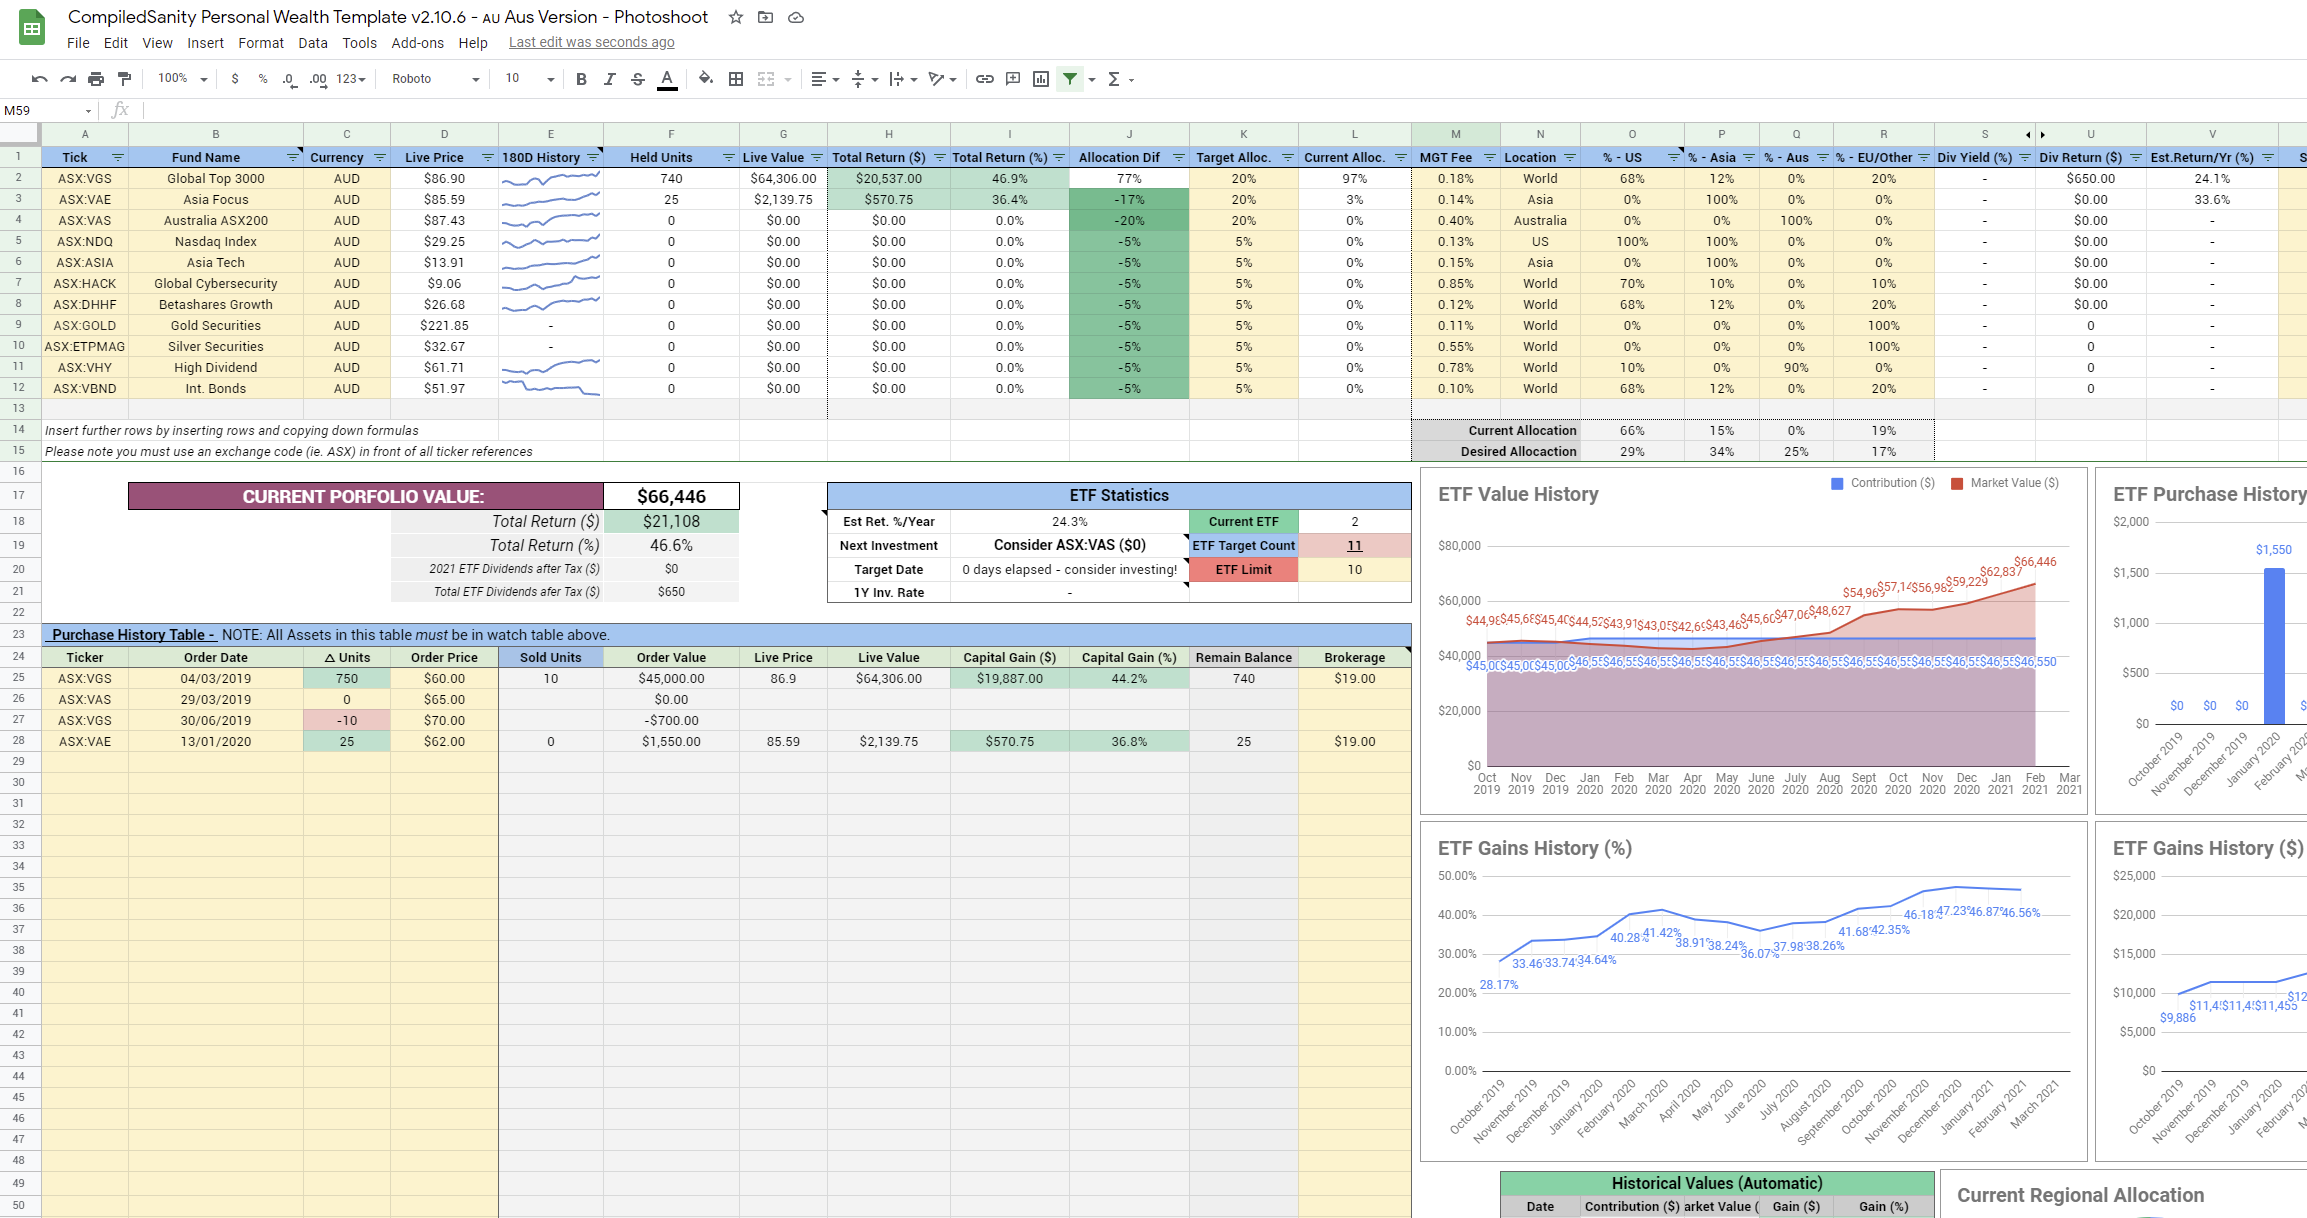 CompiledSanity Personal Wealth Template v2.10.6 - AU Aus Version - Photoshoot
File Edit View Insert Format Data Tools Add-ons Help Last edit was seconds ago
100% $ % .0 .00 123 Roboto 10 B I S A
M59 fx
A B C D E F G H I J K L M N O P Q R S U V
1 Tick Fund Name Currency Live Price 180D History Held Units Live Value Total Return ($) Total Return (%) Allocation Dif Target Alloc. Current Alloc. MGT Fee Location % - US % - Asia % - Aus % - EU/Other Div Yield (%) Div Return ($) Est.Return/Yr (%) S
2 ASX:VGS Global Top 3000 AUD $86.90 740 $64,306.00 $20,537.00 46.9% 77% 20% 97% 0.18% World 68% 12% 0% 20% - $650.00 24.1%
3 ASX:VAE Asia Focus AUD $85.59 25 $2,139.75 $570.75 36.4% -17% 20% 3% 0.14% Asia 0% 100% 0% 0% - $0.00 33.6%
4 ASX:VAS Australia ASX200 AUD $87.43 0 $0.00 $0.00 0.0% -20% 20% 0% 0.40% Australia 0% 0% 100% 0% - $0.00 -
5 ASX:NDQ Nasdaq Index AUD $29.25 0 $0.00 $0.00 0.0% -5% 5% 0% 0.13% US 100% 100% 0% 0% - $0.00 -
6 ASX:ASIA Asia Tech AUD $13.91 0 $0.00 $0.00 0.0% -5% 5% 0% 0.15% Asia 0% 100% 0% 0% - $0.00 -
7 ASX:HACK Global Cybersecurity AUD $9.06 0 $0.00 $0.00 0.0% -5% 5% 0% 0.85% World 70% 10% 0% 10% - $0.00 -
8 ASX:DHHF Betashares Growth AUD $26.68 0 $0.00 $0.00 0.0% -5% 5% 0% 0.12% World 68% 12% 0% 20% - $0.00 -
9 ASX:GOLD Gold Securities AUD $221.85 - 0 $0.00 $0.00 0.0% -5% 5% 0% 0.11% World 0% 0% 0% 100% - 0 -
10 ASX:ETPMAG Silver Securities AUD $32.67 - 0 $0.00 $0.00 0.0% -5% 5% 0% 0.55% World 0% 0% 0% 100% - 0 -
11 ASX:VHY High Dividend AUD $61.71 0 $0.00 $0.00 0.0% -5% 5% 0% 0.78% World 10% 0% 90% 0% - 0 -
12 ASX:VBND Int. Bonds AUD $51.97 0 $0.00 $0.00 0.0% -5% 5% 0% 0.10% World 68% 12% 0% 20% - 0 -
13
14 Insert further rows by inserting rows and copying down formulas Current Allocation 66% 15% 0% 19%
15 Please note you must use an exchange code (ie. ASX) in front of all ticker references Desired Allocaction 29% 34% 25% 17%
16
17 CURRENT PORFOLIO VALUE: $66,446 ETF Statistics
18 Total Return ($) $21,108 Est Ret. %/Year 24.3% Current ETF 2
19 Total Return (%) 46.6% Next Investment Consider ASX:VAS ($0) ETF Target Count 11
20 2021 ETF Dividends after Tax ($) $0 Target Date 0 days elapsed - consider investing! ETF Limit 10
21 Total ETF Dividends afer Tax ($) $650 1Y Inv. Rate -
22
23 Purchase History Table - NOTE: All Assets in this table must be in watch table above.
24 Ticker Order Date Δ Units Order Price Sold Units Order Value Live Price Live Value Capital Gain ($) Capital Gain (%) Remain Balance Brokerage
25 ASX:VGS 04/03/2019 750 $60.00 10 $45,000.00 86.9 $64,306.00 $19,887.00 44.2% 740 $19.00
26 ASX:VAS 29/03/2019 0 $65.00 $0.00
27 ASX:VGS 30/06/2019 -10 $70.00 -$700.00
28 ASX:VAE 13/01/2020 25 $62.00 0 $1,550.00 85.59 $2,139.75 $570.75 36.8% 25 $19.00
29
30
31
32
33
34
35
36
37
38
39
40
41
42
43
44
45
46
47
48
49
50
ETF Value History
Contribution ($) Market Value ($)
$80,000
$60,000
$40,000
$20,000
$0
$54,969 $56,982 $59,229 $62,837 $66,446
$48,627
$46,550
Oct 2019 Nov 2019 Dec 2019 Jan 2020 Feb 2020 Mar 2020 Apr 2020 May 2020 June 2020 July 2020 Aug 2020 Sept 2020 Oct 2020 Nov 2020 Dec 2020 Jan 2021 Feb 2021 Mar 2021
ETF Purchase History
$2,000
$1,500
$1,000
$500
$0
$0 $0 $0 $1,550
October 2019 November 2019 December 2019 January 2020
ETF Gains History (%)
50.00%
40.00%
30.00%
20.00%
10.00%
0.00%
28.17% 33.74% 34.64% 40.28% 41.42% 38.24% 36.07% 38.26% 42.35% 46.56%
October 2019 November 2019 December 2019 January 2020 February 2020 March 2020 April 2020 May 2020 June 2020 July 2020 August 2020 September 2020 October 2020 November 2020 December 2020 January 2021 February 2021 March 2021
ETF Gains History ($)
$25,000
$20,000
$15,000
$10,000
$5,000
$0
$9,886 $11,455
October 2019 November 2019 December 2019 January 2020
Historical Values (Automatic)
Date Contribution ($) arket Value ( Gain ($) Gain (%)
Current Regional Allocation